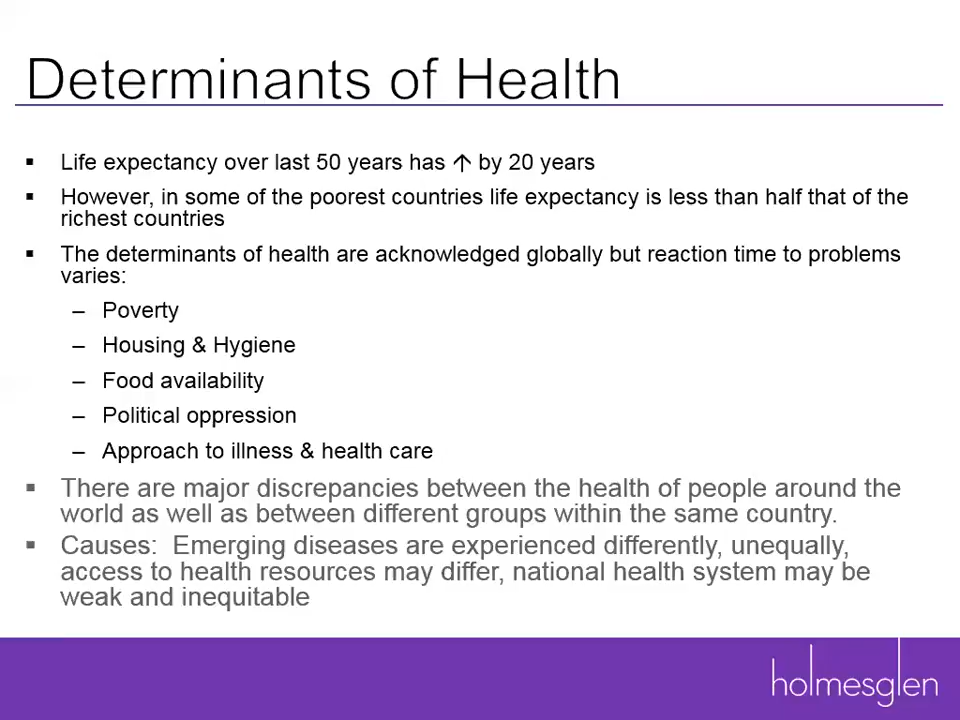 Determinants of Health
▪ Life expectancy over last 50 years has ↑ by 20 years
▪ However, in some of the poorest countries life expectancy is less than half that of the
richest countries
▪ The determinants of health are acknowledged globally but reaction time to problems
varies:
– Poverty
– Housing & Hygiene
– Food availability
– Political oppression
– Approach to illness & health care
▪ There are major discrepancies between the health of people around the
world as well as between different groups within the same country.
▪ Causes:  Emerging diseases are experienced differently, unequally,
access to health resources may differ, national health system may be
weak and inequitable
holmesglen